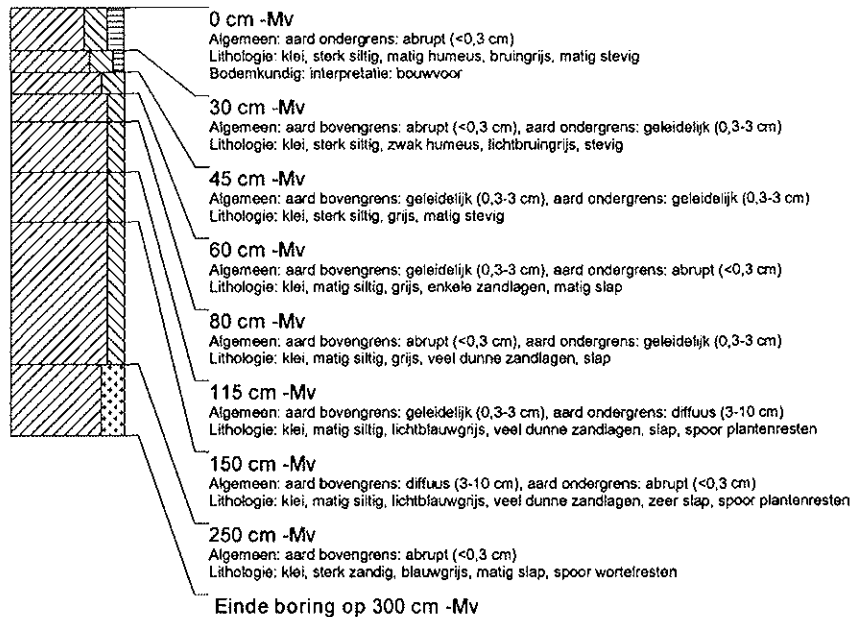 0 cm -Mv
Algemeen: aard ondergrens: abrupt (<0,3 cm)
Lithologie: klei, sterk siltig, matig humeus, bruingrijs, matig stevig
Bodemkundig: interpretatie: bouwvoor
30 cm -Mv
Algemeen: aard bovengrens: abrupt (<0,3 cm), aard ondergrens: geleidelijk (0,3-3 cm)
Lithologie: klei, sterk siltig, zwak humeus, lichtbruingrijs, stevig
45 cm -Mv
Algemeen: aard bovengrens: geleidelijk (0,3-3 cm), aard ondergrens: geleidelijk (0,3-3 cm)
Lithologie: klei, sterk siltig, grijs, matig stevig
60 cm -Mv
Algemeen: aard bovengrens: geleidelijk (0,3-3 cm), aard ondergrens: abrupt (<0,3 cm)
Lithologie: klei, matig siltig, grijs, enkele zandlagen, matig slap
80 cm -Mv
Algemeen: aard bovengrens: abrupt (<0,3 cm), aard ondergrens: geleidelijk (0,3-3 cm)
Lithologie: klei, matig siltig, grijs, veel dunne zandlagen, slap
115 cm -Mv
Algemeen: aard bovengrens: geleidelijk (0,3-3 cm), aard ondergrens: diffuus (3-10 cm)
Lithologie: klei, matig siltig, lichtblauwgrijs, veel dunne zandlagen, slap, spoor plantenresten
150 cm -Mv
Algemeen: aard bovengrens: diffuus (3-10 cm), aard ondergrens: abrupt (<0,3 cm)
Lithologie: klei, matig siltig, lichtblauwgrijs, veel dunne zandlagen, zeer slap, spoor plantenresten
250 cm -Mv
Algemeen: aard bovengrens: abrupt (<0,3 cm)
Lithologie: klei, sterk zandig, blauwgrijs, matig slap, spoor wortelresten
Einde boring op 300 cm -Mv